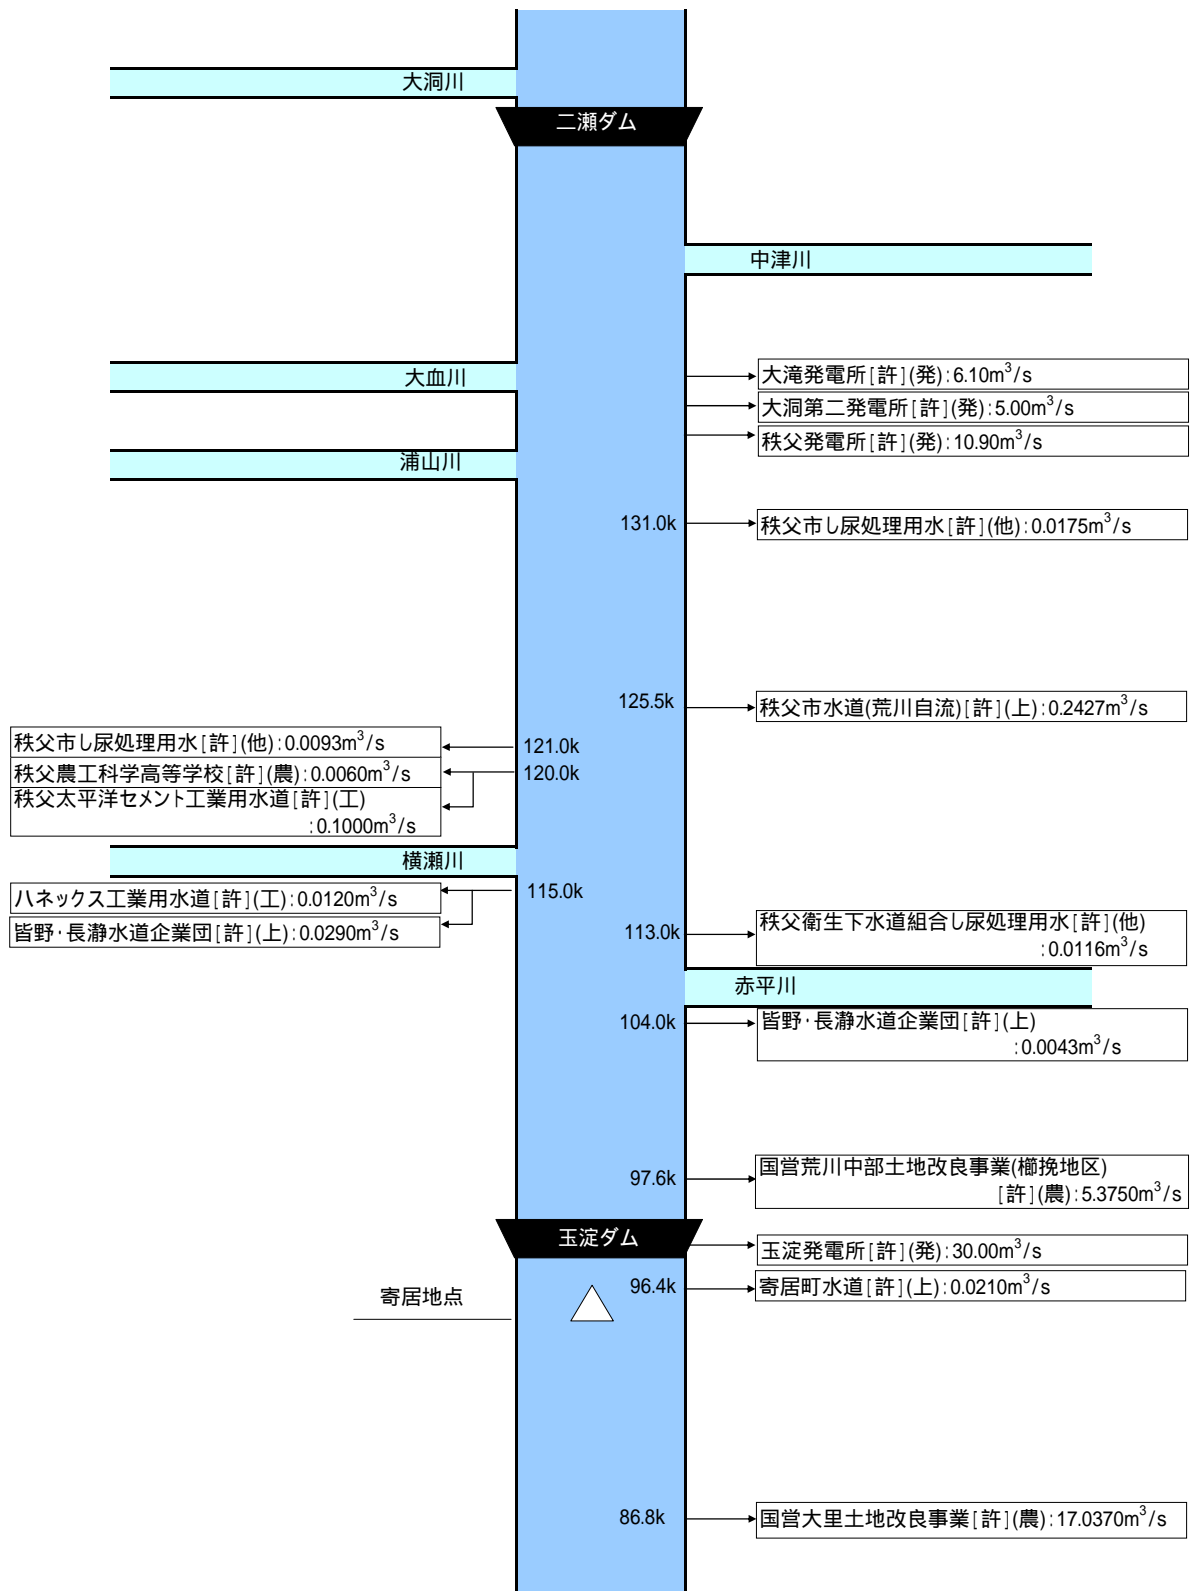 大洞川
二瀬ダム
中津川
大血川
大滝発電所[許](発):6.10m³/s
大洞第二発電所[許](発):5.00m³/s
秩父発電所[許](発):10.90m³/s
浦山川
131.0k
秩父市し尿処理用水[許](他):0.0175m³/s
125.5k
秩父市水道(荒川自流)[許](上):0.2427m³/s
秩父市し尿処理用水[許](他):0.0093m³/s
121.0k
秩父農工科学高等学校[許](農):0.0060m³/s
120.0k
秩父太平洋セメント工業用水道[許](工)
:0.1000m³/s
横瀬川
ハネックス工業用水道[許](工):0.0120m³/s
115.0k
皆野・長瀞水道企業団[許](上):0.0290m³/s
113.0k
秩父衛生下水道組合し尿処理用水[許](他)
:0.0116m³/s
赤平川
104.0k
皆野・長瀞水道企業団[許](上)
:0.0043m³/s
97.6k
国営荒川中部土地改良事業(櫛挽地区)
[許](農):5.3750m³/s
玉淀ダム
玉淀発電所[許](発):30.00m³/s
96.4k
寄居町水道[許](上):0.0210m³/s
寄居地点
86.8k
国営大里土地改良事業[許](農):17.0370m³/s